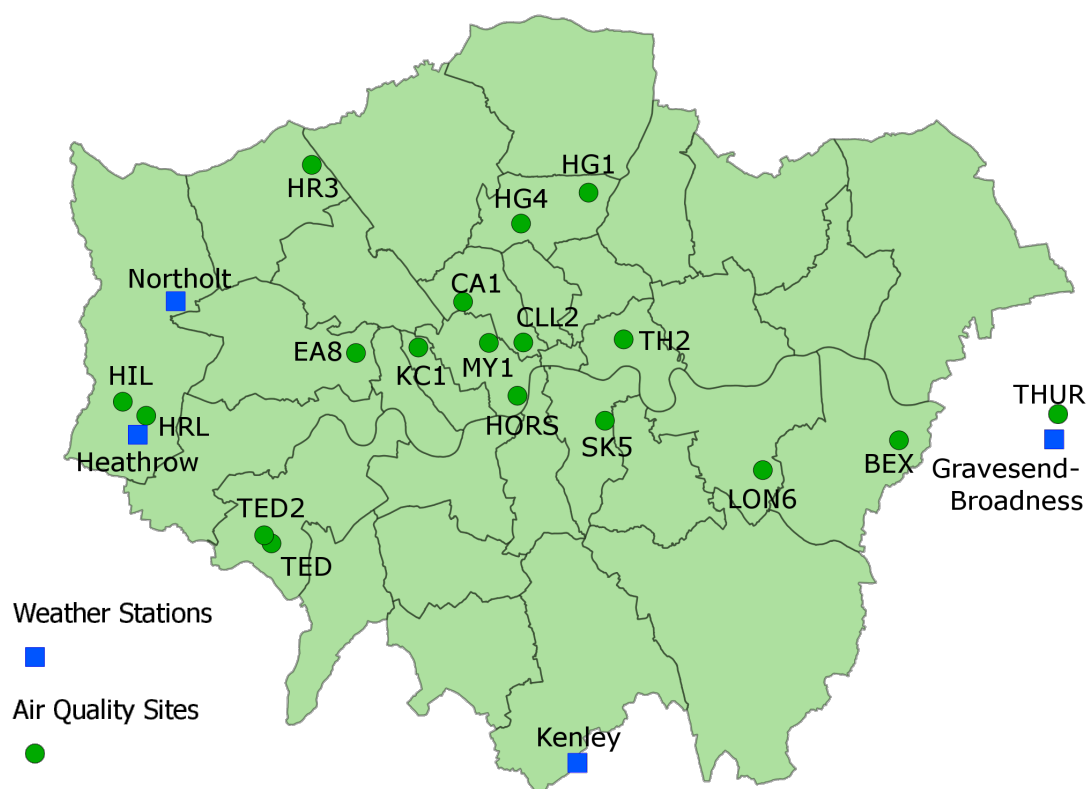 HG1
HR3
HG4
Northolt
CA1
CLL2
TH2
EA8
MY1
KC1
HIL
THUR
HORS
HRL
SK5
Heathrow
BEX
Gravesend-
Broadness
LON6
TED2
TED
Weather Stations
Air Quality Sites
Kenley